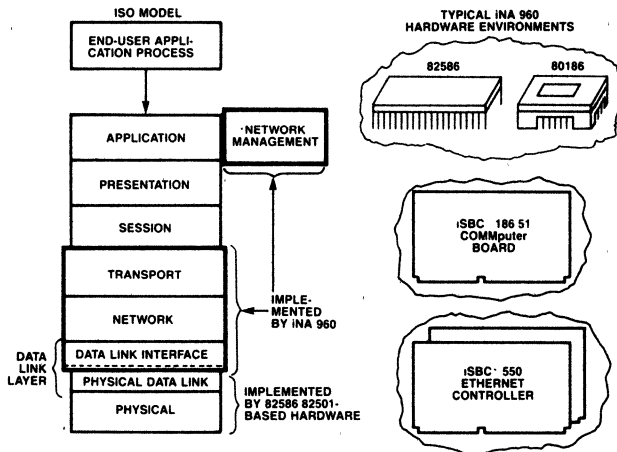 ISO MODEL
END-USER APPLI-
CATION PROCESS
APPLICATION
NETWORK
MANAGEMENT
PRESENTATION
SESSION
TRANSPORT
NETWORK
DATA LINK INTERFACE
PHYSICAL DATA LINK
PHYSICAL
DATA
LINK
LAYER
IMPLE-
MENTED
BY iNA 960
IMPLEMENTED
BY 82586 82501-
BASED HARDWARE
TYPICAL iNA 960
HARDWARE ENVIRONMENTS
82586
80186
iSBC 186 51
COMMputer
BOARD
iSBC 550
ETHERNET
CONTROLLER